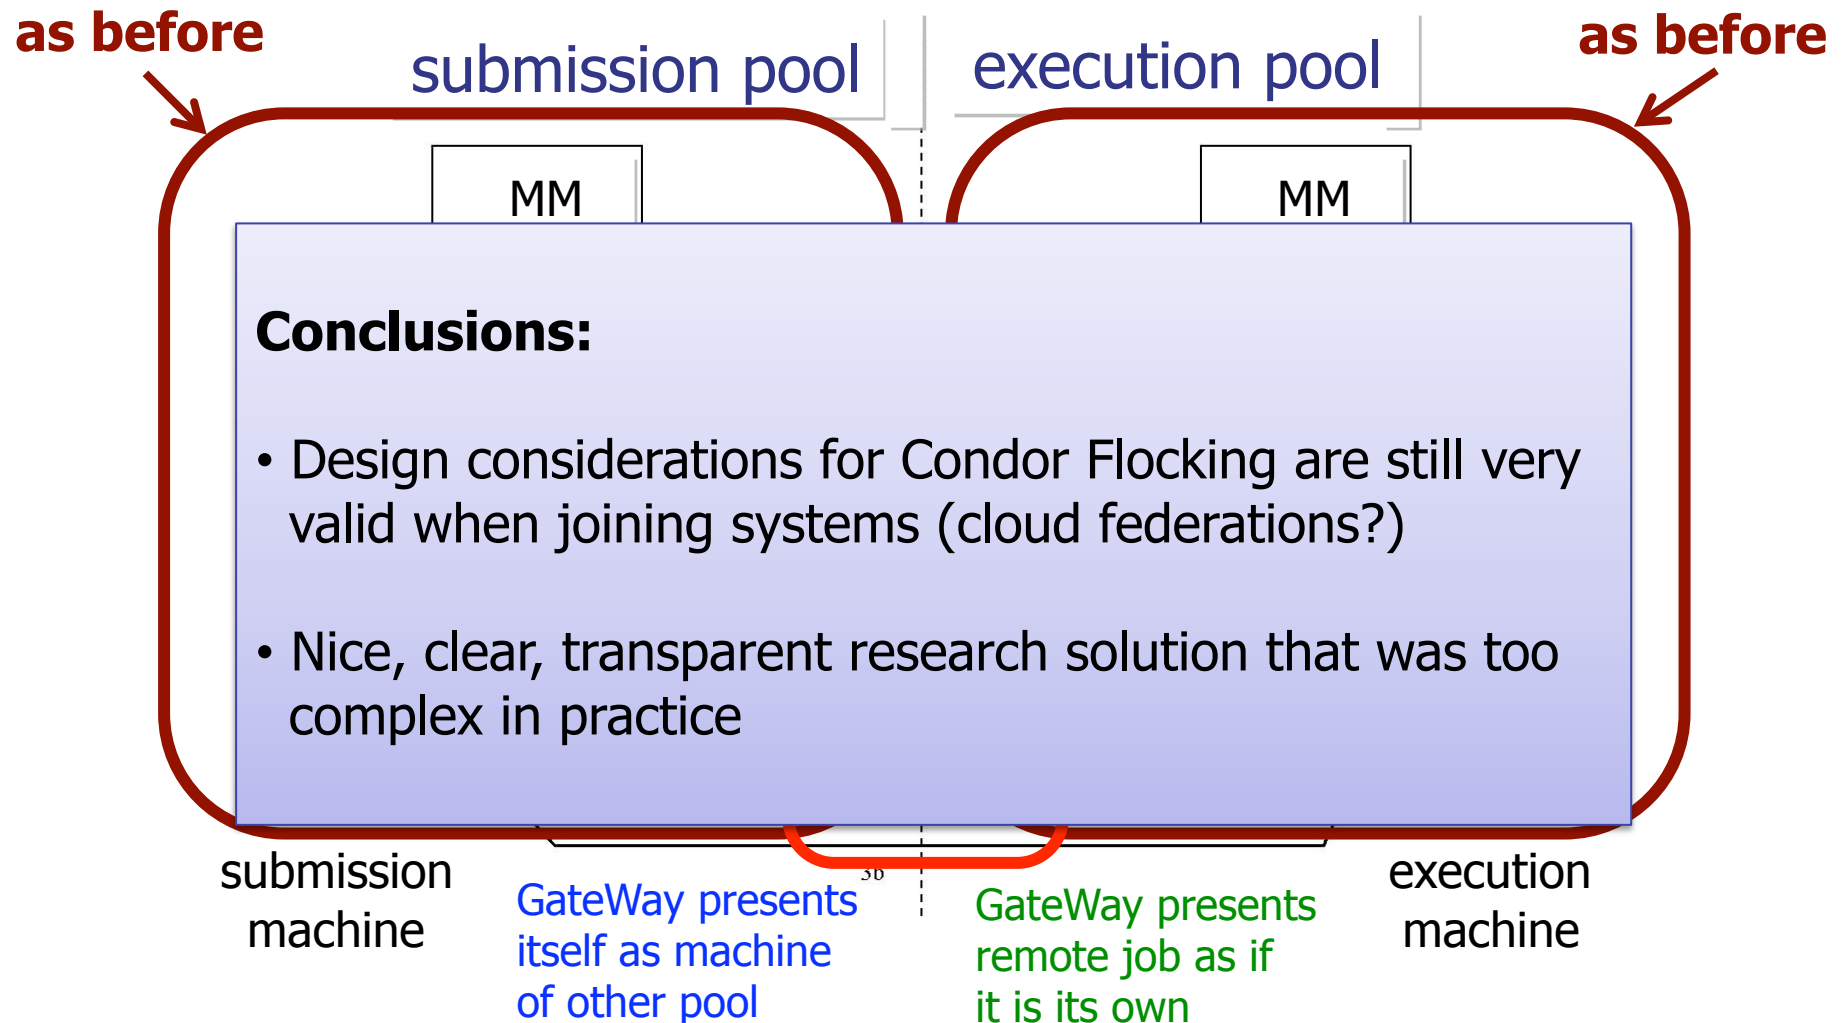 as before
as before
submission pool
execution pool
MM
MM
Conclusions:
• Design considerations for Condor Flocking are still very
valid when joining systems (cloud federations?)
• Nice, clear, transparent research solution that was too
complex in practice
submission
machine
3b
GateWay presents
itself as machine
of other pool
GateWay presents
remote job as if
it is its own
execution
machine